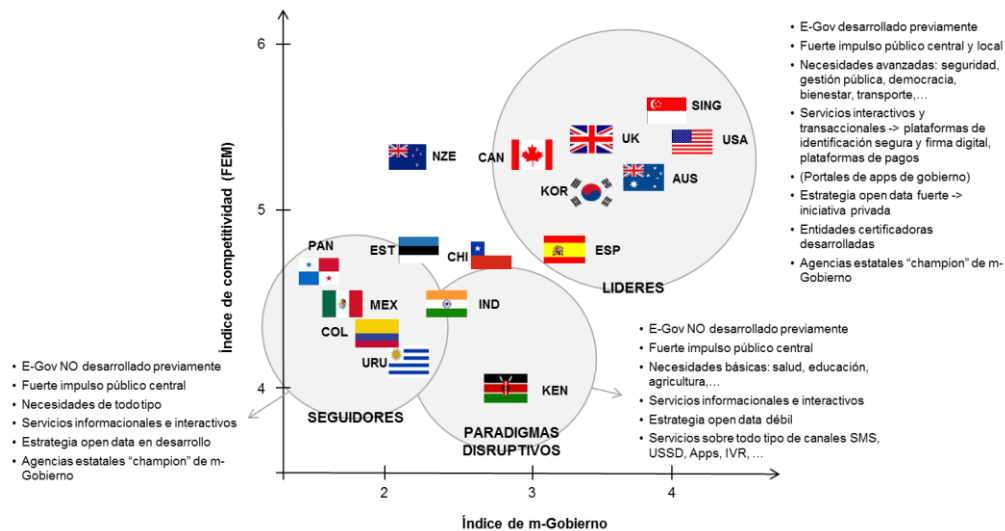 6
5
4
Índice de competitividad (FEM)
2
3
4
Índice de m-Gobierno
SING
UK
USA
NZE
CAN
AUS
KOR
PAN
EST
CHI
ESP
LIDERES
MEX
IND
COL
URU
KEN
SEGUIDORES
PARADIGMAS
DISRUPTIVOS
• E-Gov desarrollado previamente
• Fuerte impulso público central y local
• Necesidades avanzadas: seguridad,
gestión pública, democracia,
bienestar, transporte,…
• Servicios interactivos y
transaccionales -> plataformas de
identificación segura y firma digital,
plataformas de pagos
• (Portales de apps de gobierno)
• Estrategia open data fuerte ->
iniciativa privada
• Entidades certificadoras
desarrolladas
• Agencias estatales “champion” de m-
Gobierno
• E-Gov NO desarrollado previamente
• Fuerte impulso público central
• Necesidades de todo tipo
• Servicios informacionales e interactivos
• Estrategia open data en desarrollo
• Agencias estatales “champion” de m-
Gobierno
• E-Gov NO desarrollado previamente
• Fuerte impulso público central
• Necesidades básicas: salud, educación,
agricultura,…
• Servicios informacionales e interactivos
• Estrategia open data débil
• Servicios sobre todo tipo de canales SMS,
USSD, Apps, IVR, …